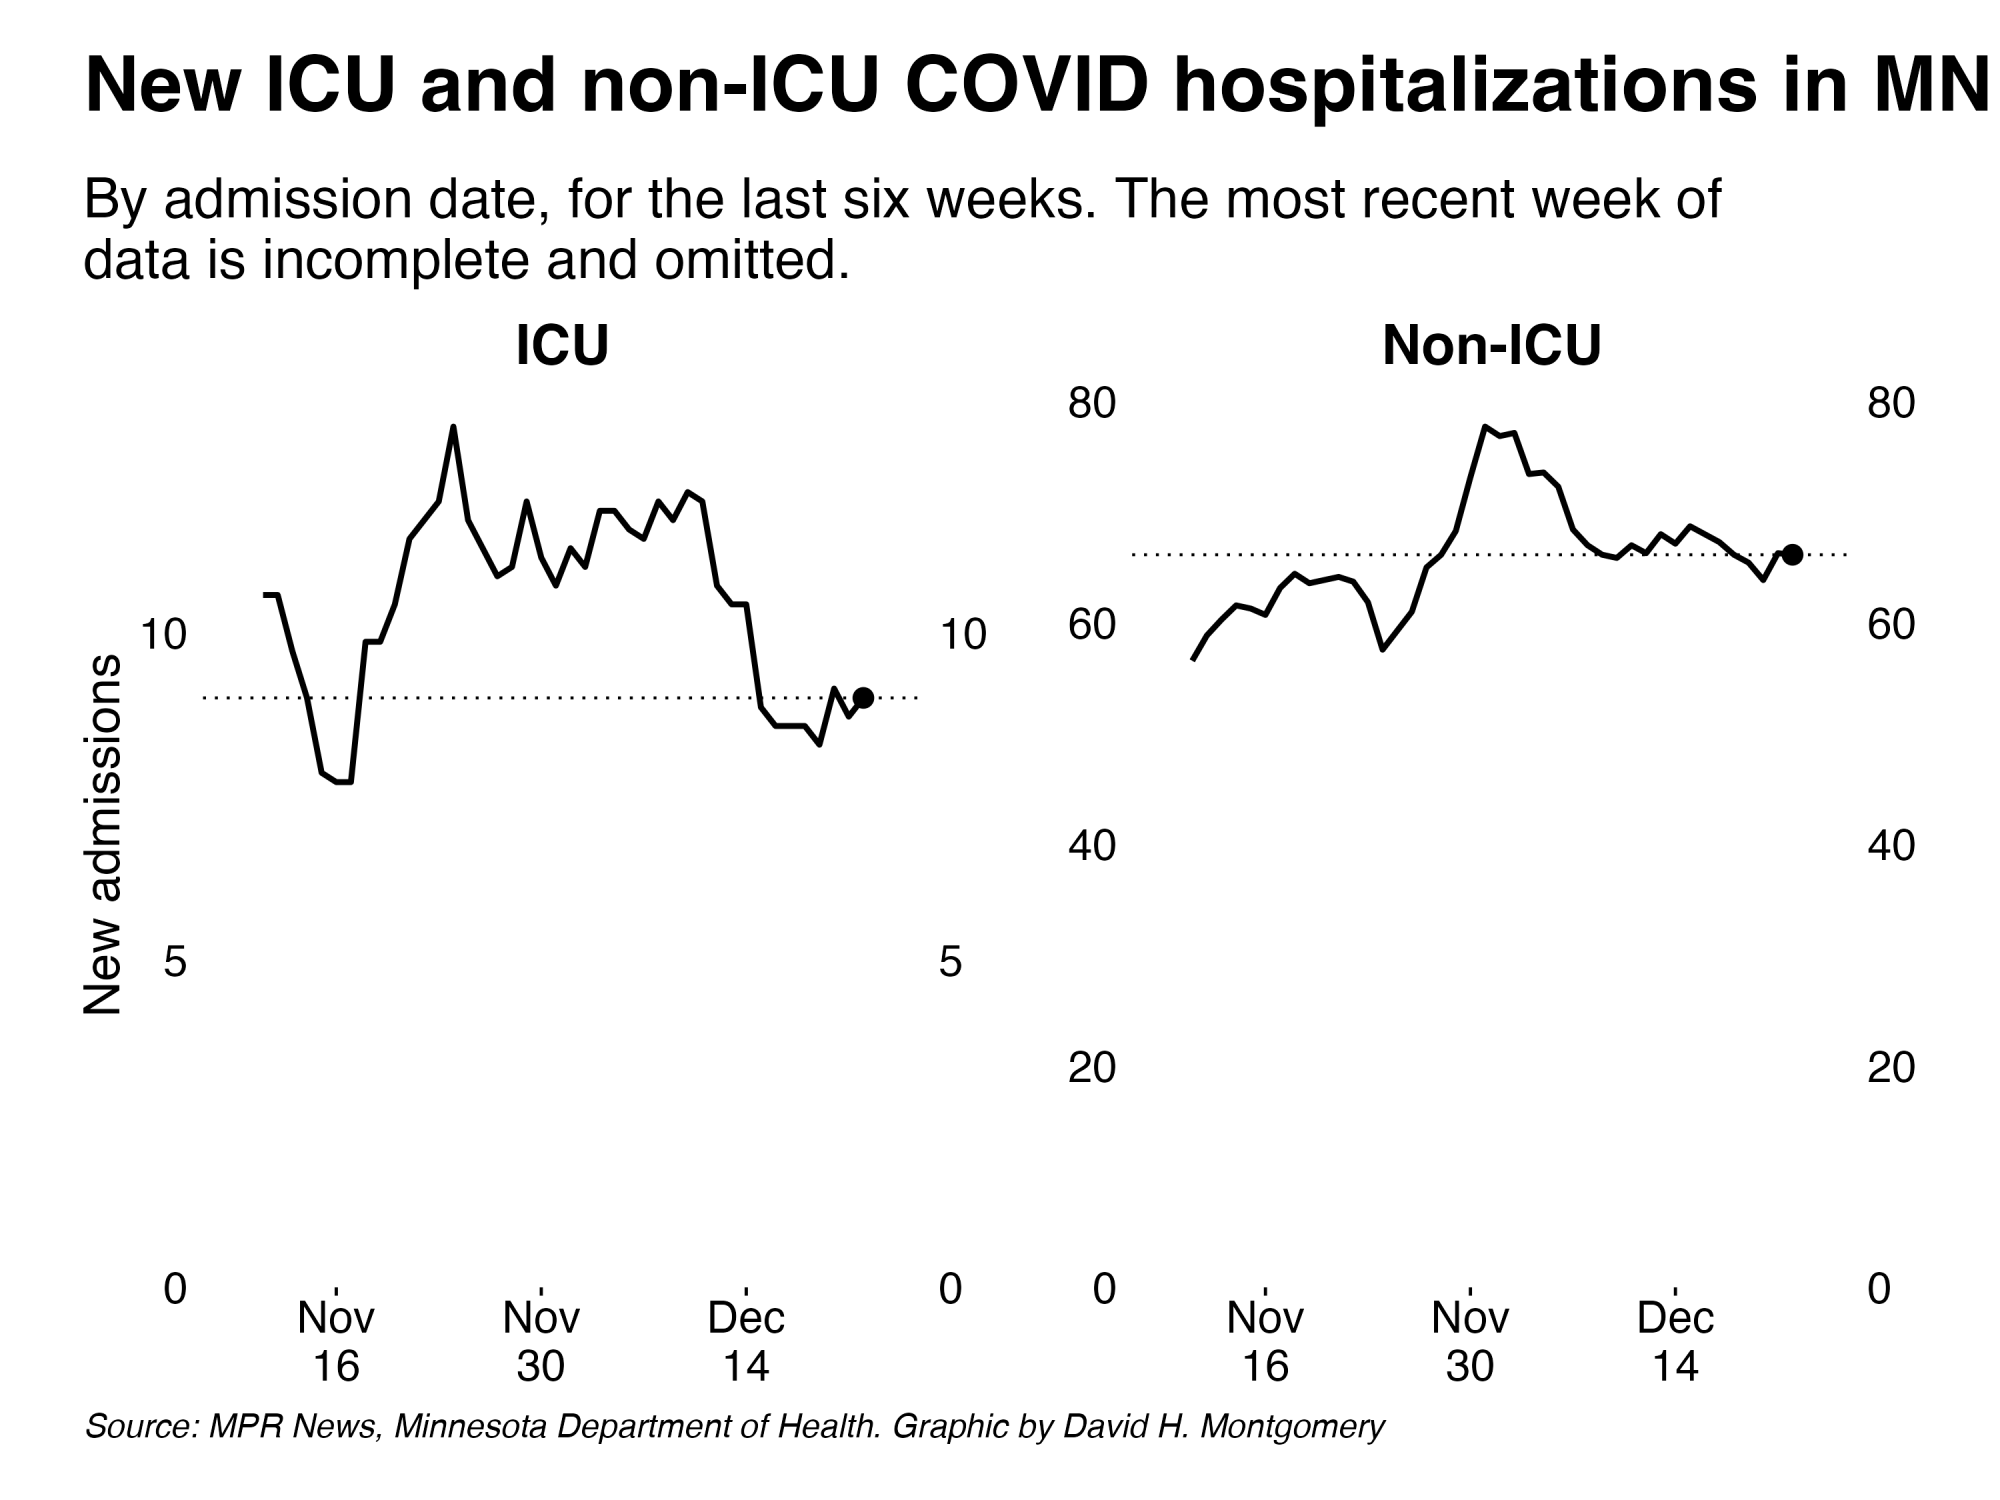 New ICU and non-ICU COVID hospitalizations in MN
By admission date, for the last six weeks. The most recent week of
data is incomplete and omitted.
ICU
Non-ICU
New admissions
10
5
0
10
5
0
80
60
40
20
0
80
60
40
20
0
Nov
16
Nov
30
Dec
14
Nov
16
Nov
30
Dec
14
Source: MPR News, Minnesota Department of Health. Graphic by David H. Montgomery